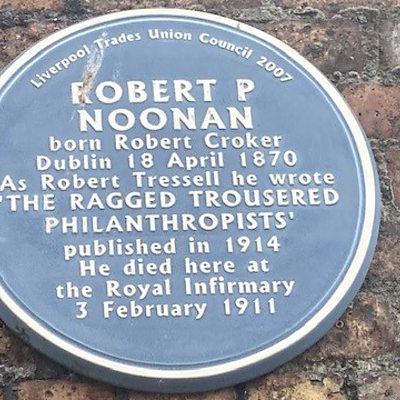 Liverpool Trades Union Council 2007
ROBERT P
NOONAN
born Robert Croker
Dublin 18 April 1870
As Robert Tressell he wrote
'THE RAGGED TROUSERED
PHILANTHROPISTS'
published in 1914
He died here at
the Royal Infirmary
3 February 1911